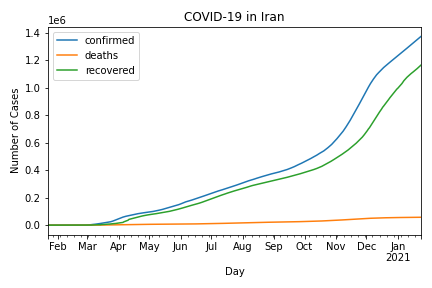 COVID-19 in Iran
1e6
confirmed
deaths
recovered
Number of Cases
1.4
1.2
1.0
0.8
0.6
0.4
0.2
0.0
Feb Mar Apr May Jun Jul Aug Sep Oct Nov Dec Jan
2021
Day